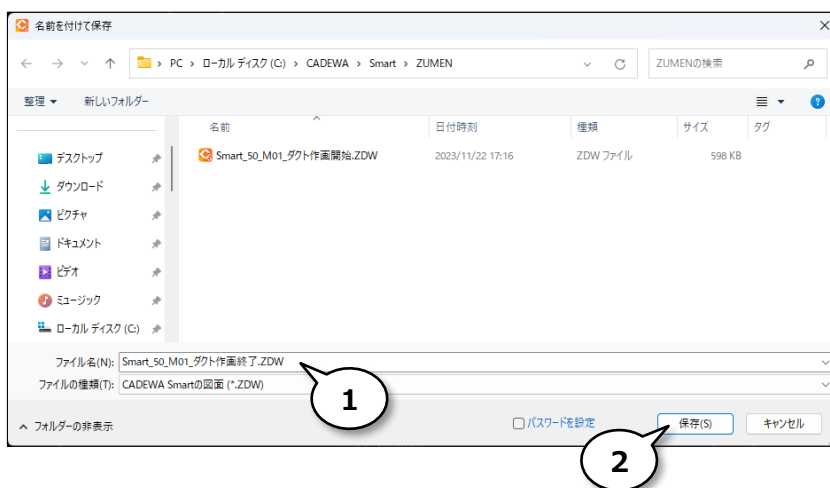 名前を付けて保存
PC › ローカル ディスク (C:) › CADEWA › Smart › ZUMEN
ZUMENの検索
整理 新しいフォルダー
名前 日付時刻 種類 サイズ タグ
Smart_50_M01_ダクト作画開始.ZDW 2023/11/22 17:16 ZDW ファイル 598 KB
デスクトップ
ダウンロード
ピクチャ
ドキュメント
ビデオ
ミュージック
ローカル ディスク (C:)
ファイル名(N): Smart_50_M01_ダクト作画終了.ZDW
ファイルの種類(T): CADEWA Smartの図面 (*.ZDW)
1
フォルダーの非表示 パスワードを設定 保存(S) キャンセル
2